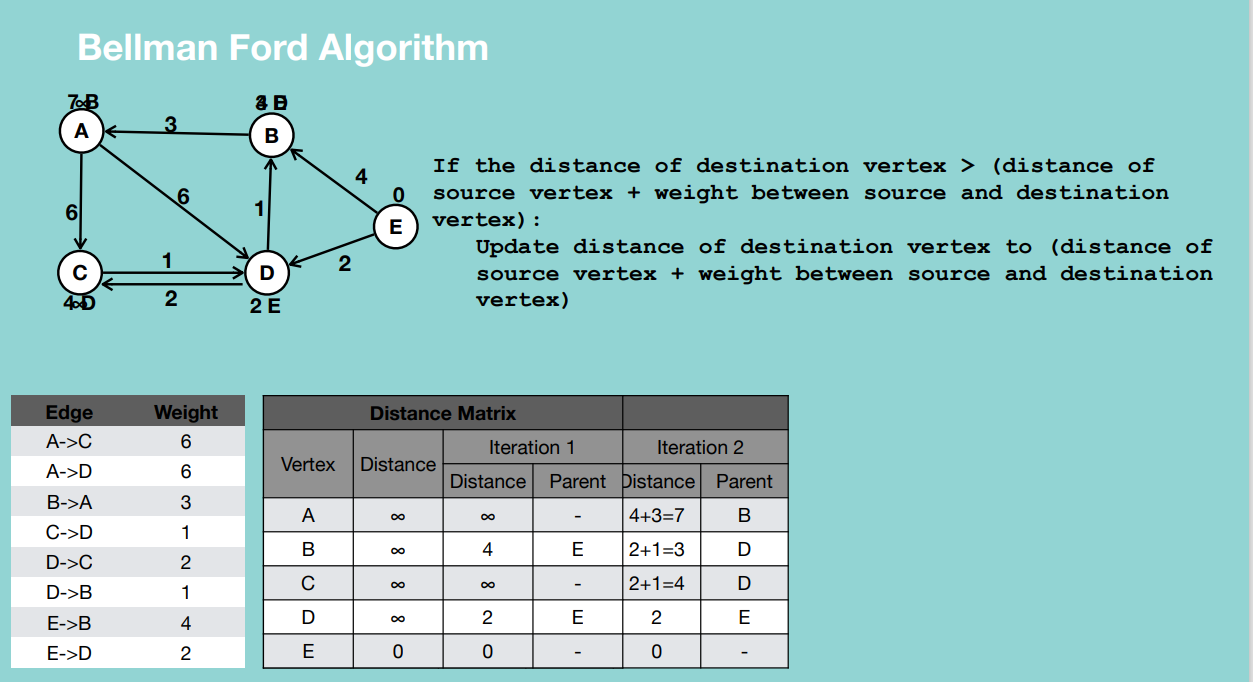 Bellman Ford Algorithm
7 B
∞
A
3
B
4
0
E
6
6
1
2
C
1
D
2
4 D
∞
2 E
If the distance of destination vertex > (distance of
source vertex + weight between source and destination
vertex):
Update distance of destination vertex to (distance of
source vertex + weight between source and destination
vertex)
Edge Weight
A->C 6
A->D 6
B->A 3
C->D 1
D->C 2
D->B 1
E->B 4
E->D 2
Distance Matrix
Vertex Distance Iteration 1 Iteration 2
Distance Parent Distance Parent
A ∞ ∞ - 4+3=7 B
B ∞ 4 E 2+1=3 D
C ∞ ∞ - 2+1=4 D
D ∞ 2 E 2 E
E 0 0 - 0 -